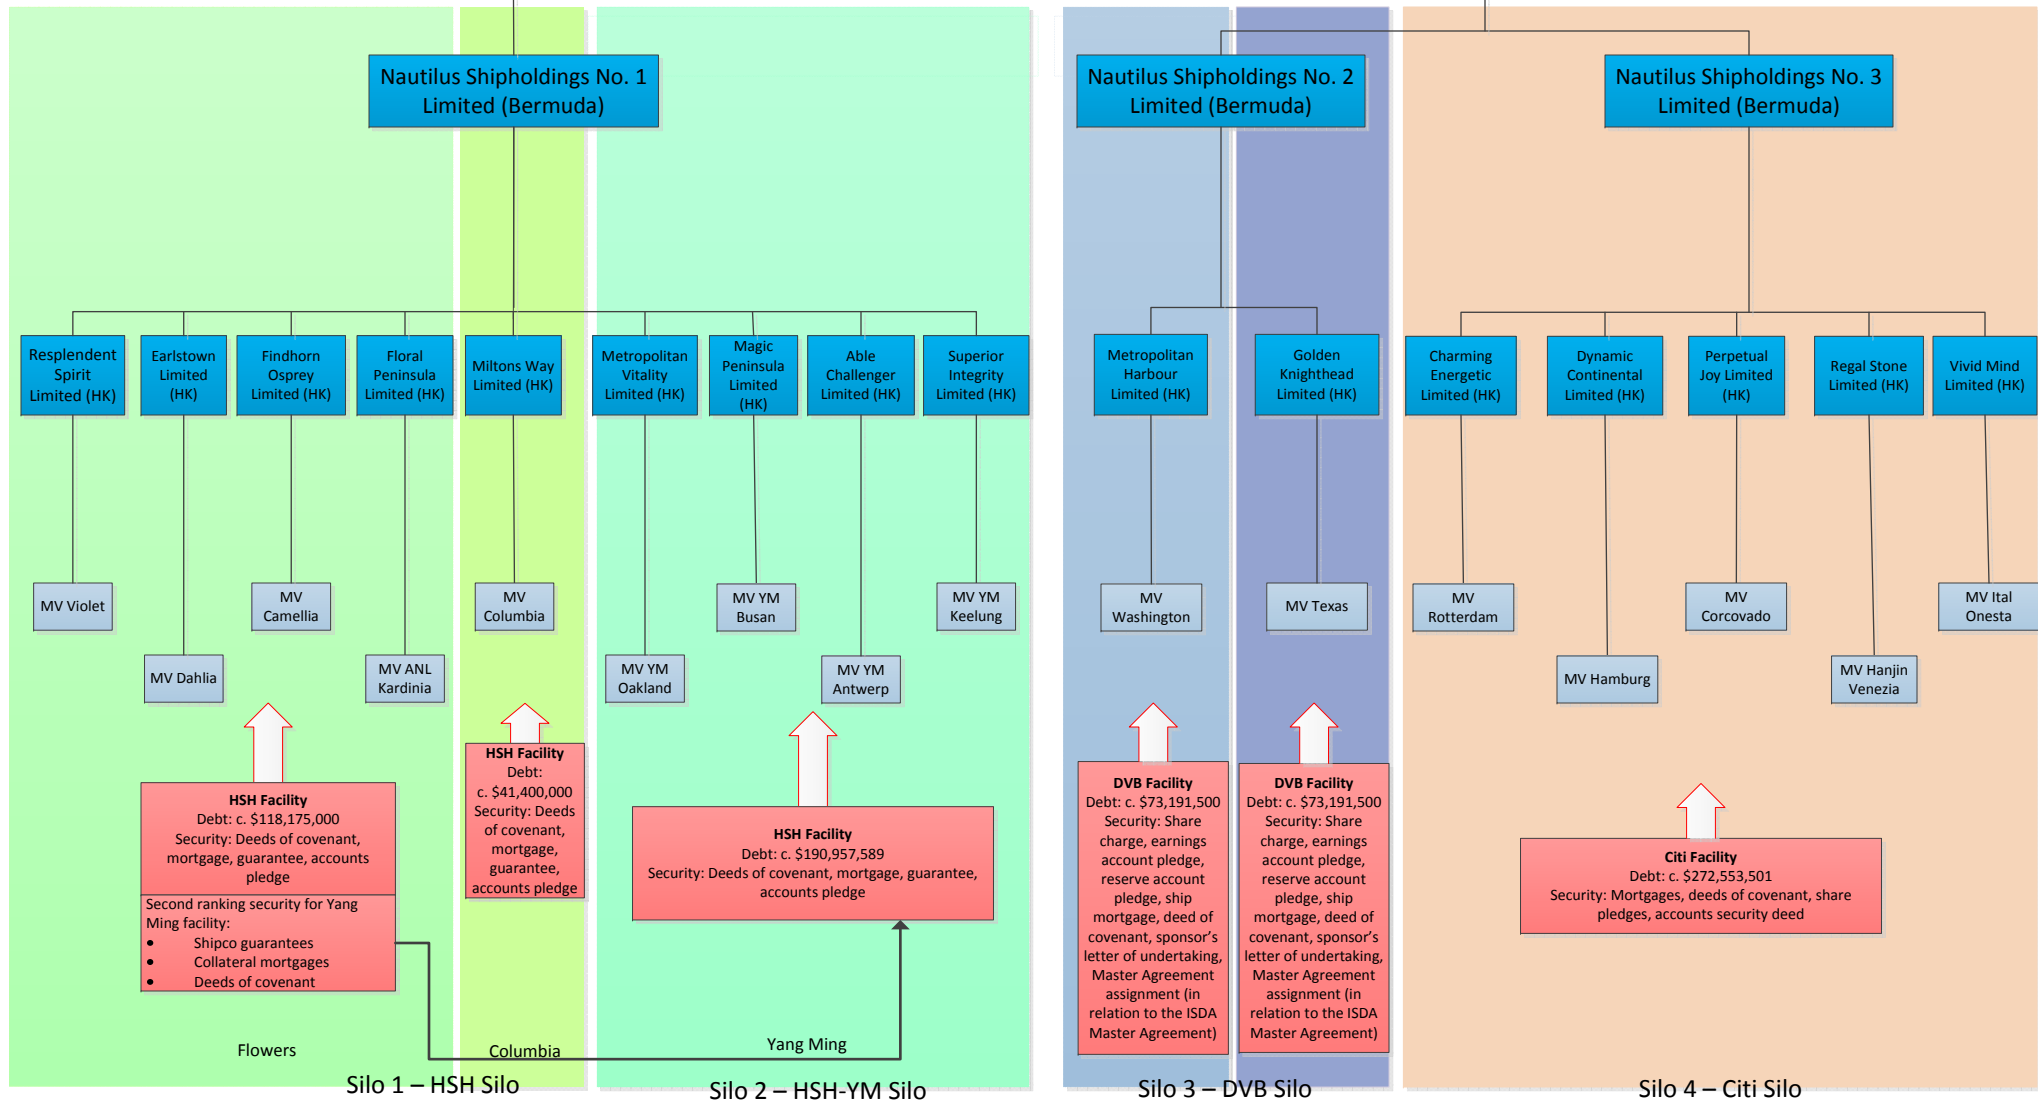 Nautilus Shipholdings No. 1
Limited (Bermuda)
Nautilus Shipholdings No. 2
Limited (Bermuda)
Nautilus Shipholdings No. 3
Limited (Bermuda)
Resplendent
Spirit
Limited (HK)
Earlstown
Limited
(HK)
Findhorn
Osprey
Limited (HK)
Floral
Peninsula
Limited (HK)
Miltons Way
Limited (HK)
Metropolitan
Vitality
Limited (HK)
Magic
Peninsula
Limited
(HK)
Able
Challenger
Limited (HK)
Superior
Integrity
Limited (HK)
Metropolitan
Harbour
Limited (HK)
Golden
Knighthead
Limited (HK)
Charming
Energetic
Limited (HK)
Dynamic
Continental
Limited (HK)
Perpetual
Joy Limited
(HK)
Regal Stone
Limited (HK)
Vivid Mind
Limited (HK)
MV Violet
MV Dahlia
MV
Camellia
MV ANL
Kardinia
MV
Columbia
MV YM
Oakland
MV YM
Busan
MV YM
Antwerp
MV YM
Keelung
MV
Washington
MV Texas
MV
Rotterdam
MV Hamburg
MV
Corcovado
MV Hanjin
Venezia
MV Ital
Onesta
HSH Facility
Debt: c. $118,175,000
Security: Deeds of covenant,
mortgage, guarantee, accounts
pledge
Second ranking security for Yang
Ming facility:
• Shipco guarantees
• Collateral mortgages
• Deeds of covenant
HSH Facility
Debt:
c. $41,400,000
Security: Deeds
of covenant,
mortgage,
guarantee,
accounts pledge
HSH Facility
Debt: c. $190,957,589
Security: Deeds of covenant, mortgage, guarantee,
accounts pledge
DVB Facility
Debt: c. $73,191,500
Security: Share
charge, earnings
account pledge,
reserve account
pledge, ship
mortgage, deed of
covenant, sponsor's
letter of undertaking,
Master Agreement
assignment (in
relation to the ISDA
Master Agreement)
DVB Facility
Debt: c. $73,191,500
Security: Share
charge, earnings
account pledge,
reserve account
pledge, ship
mortgage, deed of
covenant, sponsor's
letter of undertaking,
Master Agreement
assignment (in
relation to the ISDA
Master Agreement)
Citi Facility
Debt: c. $272,553,501
Security: Mortgages, deeds of covenant, share
pledges, accounts security deed
Flowers
Columbia
Yang Ming
Silo 1 – HSH Silo
Silo 2 – HSH-YM Silo
Silo 3 – DVB Silo
Silo 4 – Citi Silo